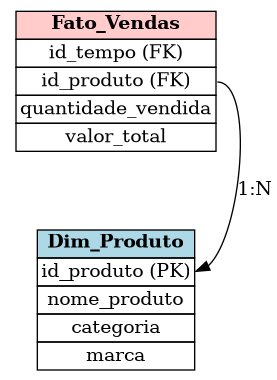 Fato_Vendas
id_tempo (FK)
id_produto (FK)
quantidade_vendida
valor_total
1:N
Dim_Produto
id_produto (PK)
nome_produto
categoria
marca